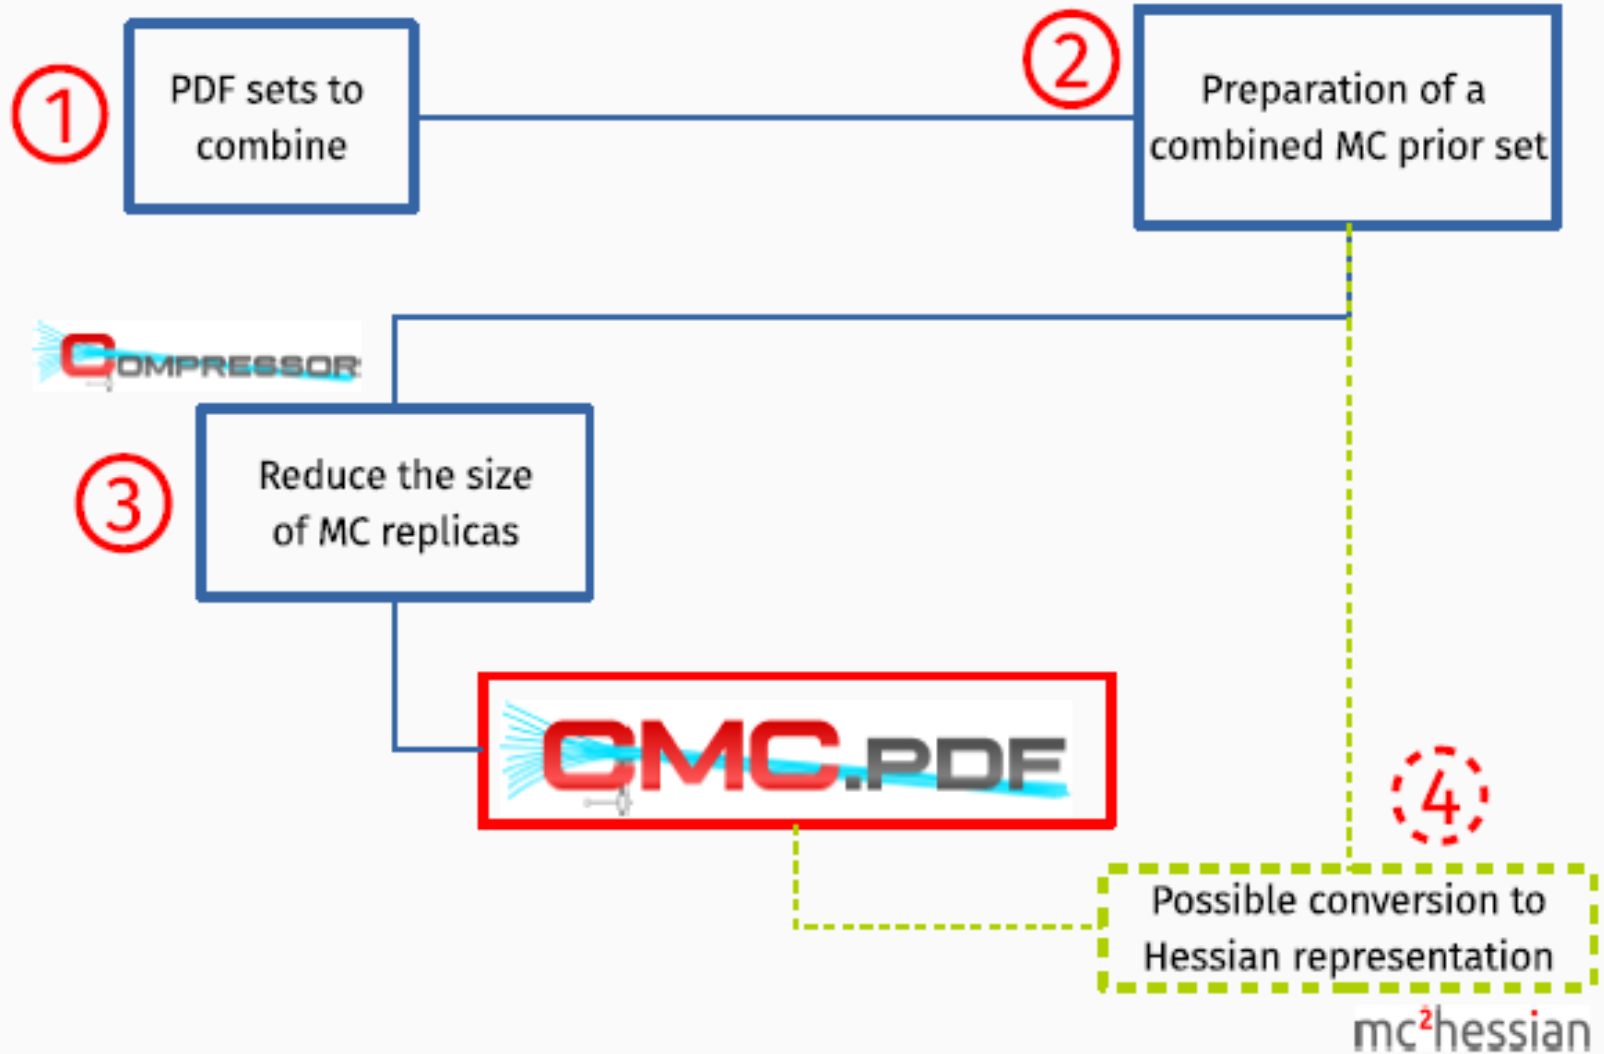 1
PDF sets to
combine
2
Preparation of a
combined MC prior set
COMPRESSOR
3
Reduce the size
of MC replicas
CMC.PDF
4
Possible conversion to
Hessian representation
mc²hessian